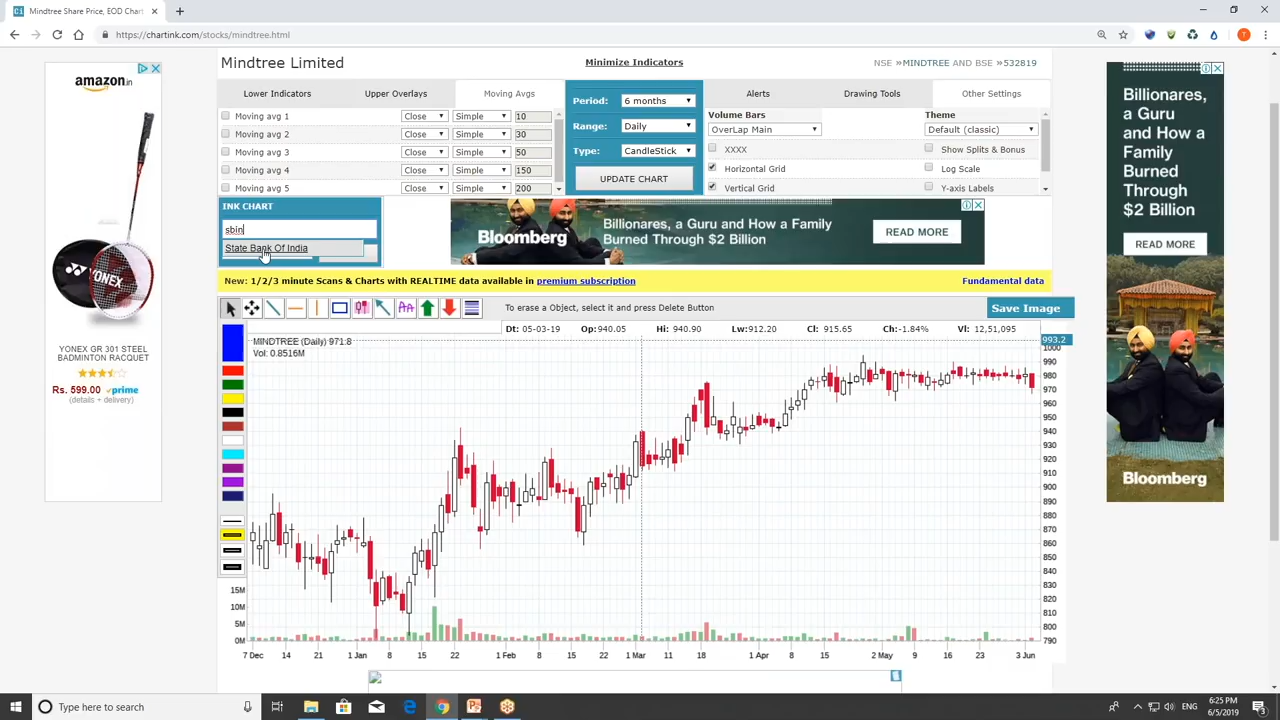 Mindtree Share Price, EOD Chart
https://chartink.com/stocks/mindtree.html
Mindtree Limited
Minimize Indicators
NSE »MINDTREE AND BSE »532819
Lower Indicators
Upper Overlays
Moving Avgs
Moving avg 1 Close Simple 10
Moving avg 2 Close Simple 30
Moving avg 3 Close Simple 50
Moving avg 4 Close Simple 150
Moving avg 5 Close Simple 200
Period: 6 months
Range: Daily
Type: CandleStick
UPDATE CHART
Alerts
Drawing Tools
Other Settings
Volume Bars
OverLap Main
XXXX
Horizontal Grid
Vertical Grid
Theme
Default (classic)
Show Splits & Bonus
Log Scale
Y-axis Labels
INK CHART
sbin
State Bank Of India
Bloomberg
Billionaires, a Guru and How a Family
Burned Through $2 Billion
READ MORE
New: 1/2/3 minute Scans & Charts with REALTIME data available in premium subscription
Fundamental data
To erase a Object, select it and press Delete Button
Save Image
Dt: 05-03-19 Op:940.05 Hi: 940.90 Lw:912.20 Cl: 915.65 Ch:-1.84% Vl: 12,51,095
MINDTREE (Daily) 971.8
Vol: 0.8516M
993.2
1000
990
980
970
960
950
940
930
920
910
900
890
880
870
860
850
840
830
820
810
800
790
15M
10M
5M
0M
7 Dec 14 21 1 Jan 8 15 22 1 Feb 8 15 22 1 Mar 11 18 1 Apr 8 15 2 May 9 16 23 3 Jun
amazon.in
YONEX
YONEX GR 301 STEEL
BADMINTON RACQUET
Rs. 599.00 prime
(details + delivery)
Billionaires,
a Guru and
How a Family
Burned
Through
$2 Billion
READ MORE
Bloomberg
Type here to search
ENG
6:25 PM
6/5/2019
3